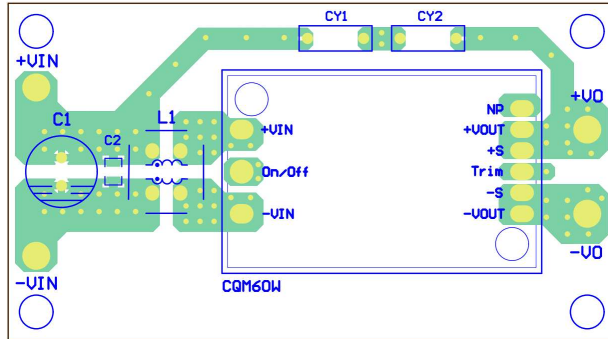 CY1 CY2
+VIN
C1 C2 L1
+VIN
On/Off
-VIN
NP
+VOUT
+S
Trim
-S
-VOUT
+VO
-VO
-VIN
CQM60W